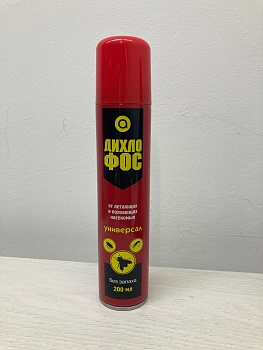 ДИХЛО
ФОС
от летающих
и ползающих
насекомых
универсал
без запаха
200 мл